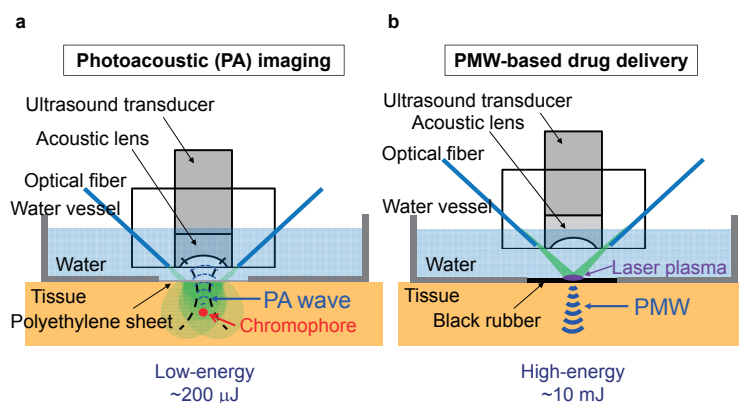 a
Photoacoustic (PA) imaging
Ultrasound transducer
Acoustic lens
Optical fiber
Water vessel
Water
Tissue
PA wave
Polyethylene sheet
Chromophore
Low-energy
~200 μJ
b
PMW-based drug delivery
Ultrasound transducer
Acoustic lens
Optical fiber
Water vessel
Water
Laser plasma
Tissue
PMW
Black rubber
High-energy
~10 mJ